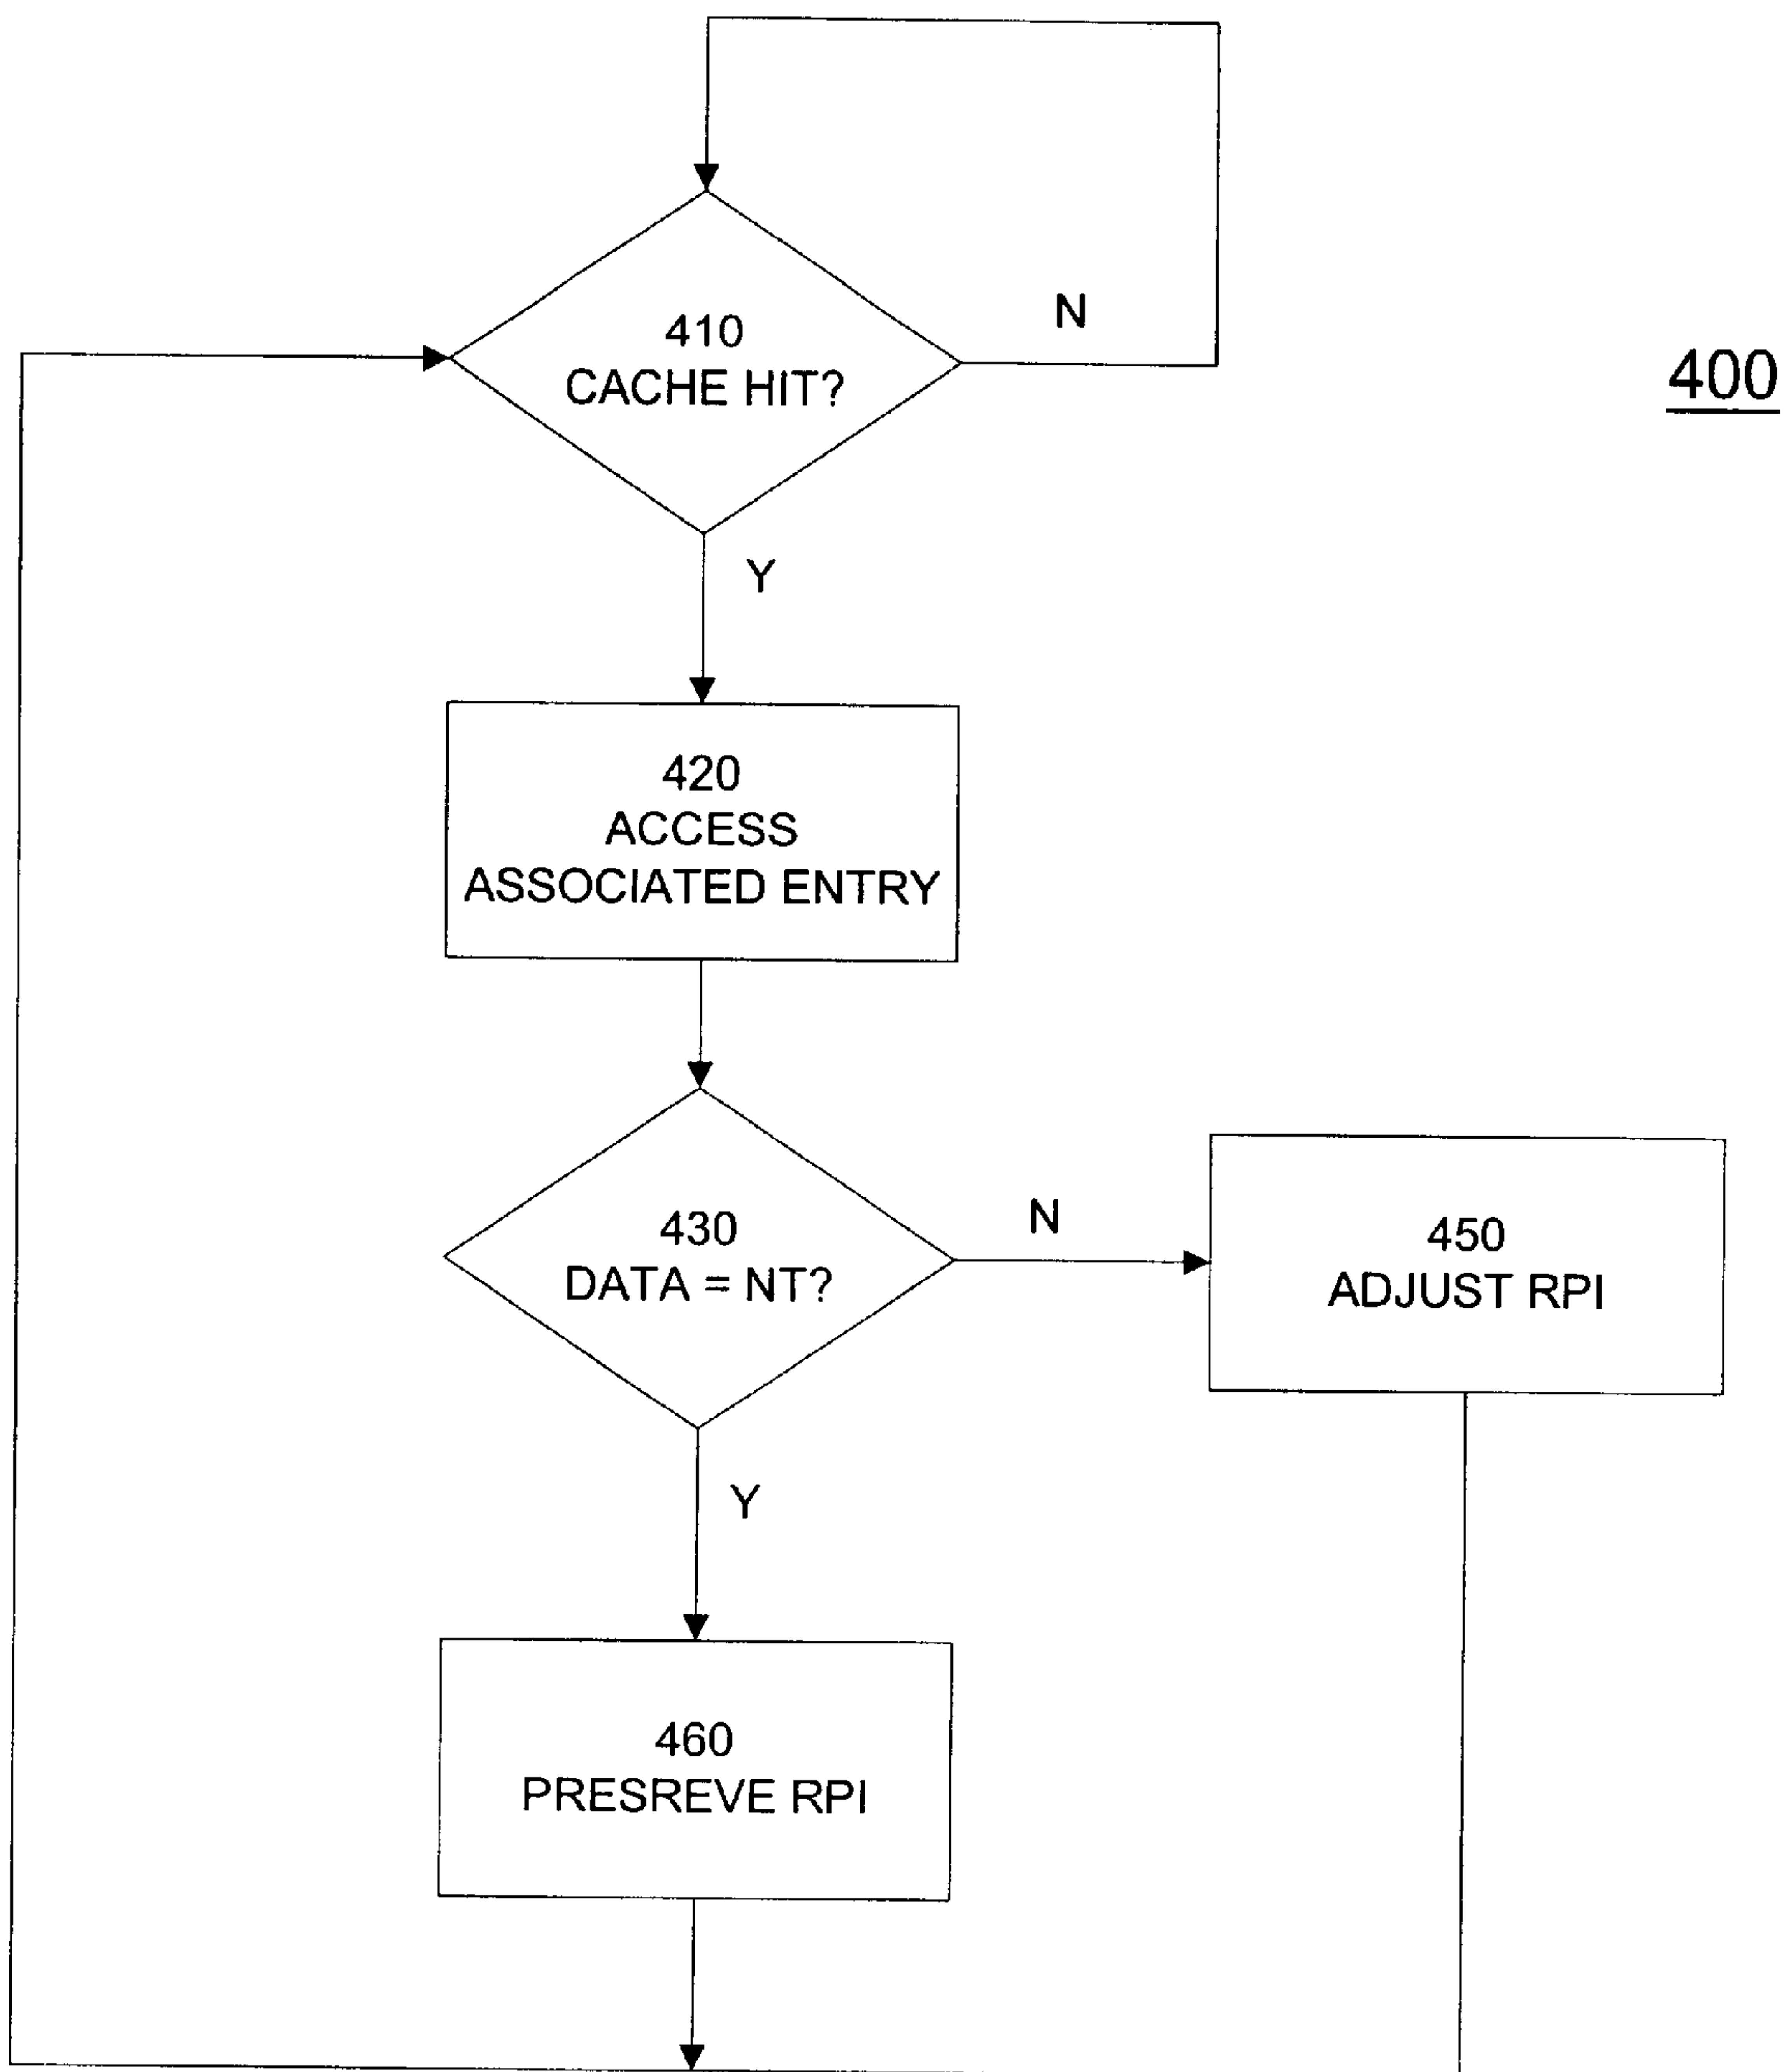 N
410
CACHE HIT?
400
Y
420
ACCESS
ASSOCIATED ENTRY
N
430
DATA = NT?
450
ADJUST RPI
Y
460
PRESREVE RPI